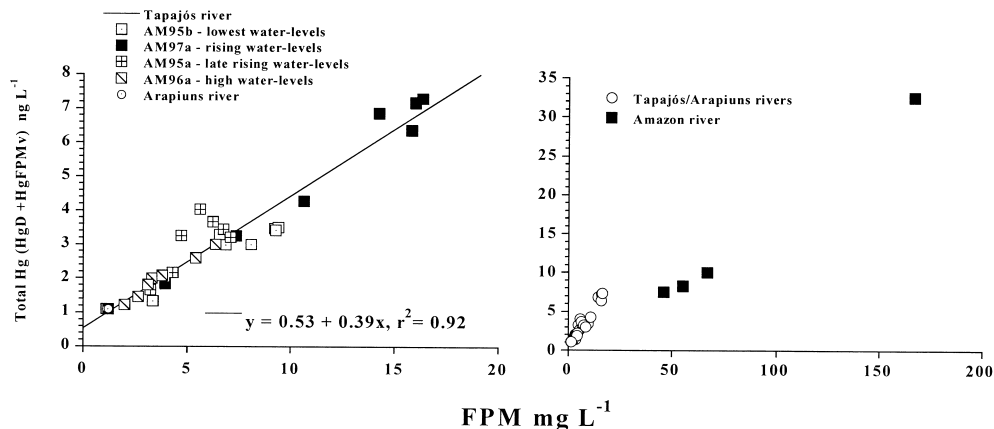 Tapajós river
AM95b - lowest water-levels
AM97a - rising water-levels
AM95a - late rising water-levels
AM96a - high water-levels
Arapiuns river
Total Hg (HgD +HgFPMv) ng L-1
8
7
6
5
4
3
2
1
0
0
5
10
15
20
y = 0.53 + 0.39x, r2= 0.92
35
30
25
20
15
10
5
0
0
50
100
150
200
Tapajós/Arapiuns rivers
Amazon river
FPM mg L-1